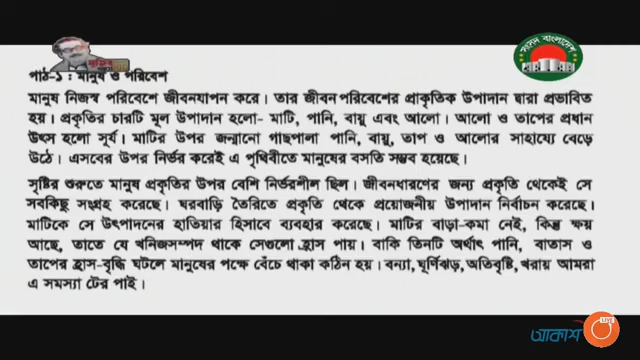 পাঠ-১ : মানুষ ও পরিবেশ
মানুষ নিজস্ব পরিবেশে জীবনযাপন করে। তার জীবন পরিবেশের প্রাকৃতিক উপাদান দ্বারা প্রভাবিত
হয়। প্রকৃতির চারটি মূল উপাদান হলো- মাটি, পানি, বায়ু এবং আলো। আলো ও তাপের প্রধান
উৎস হলো সূর্য। মাটির উপর জন্মানো গাছপালা পানি, বায়ু, তাপ ও আলোর সাহায্যে বেড়ে
উঠে। এসবের উপর নির্ভর করেই এ পৃথিবীতে মানুষের বসতি সম্ভব হয়েছে।
সৃষ্টির শুরুতে মানুষ প্রকৃতির উপর বেশি নির্ভরশীল ছিল। জীবনধারণের জন্য প্রকৃতি থেকেই সে
সবকিছু সংগ্রহ করেছে। ঘরবাড়ি তৈরিতে প্রকৃতি থেকে প্রয়োজনীয় উপাদান নির্বাচন করেছে।
মাটিকে সে উৎপাদনের হাতিয়ার হিসাবে ব্যবহার করেছে। মাটির বাড়া-কমা নেই, কিন্তু ক্ষয়
আছে, তাতে যে খনিজসম্পদ থাকে সেগুলো হ্রাস পায়। বাকি তিনটি অর্থাৎ পানি, বাতাস ও
তাপের হ্রাস-বৃদ্ধি ঘটলে মানুষের পক্ষে বেঁচে থাকা কঠিন হয়। বন্যা, ঘূর্ণিঝড়, অতিবৃষ্টি, খরায় আমরা
এ সমস্যা টের পাই।
সংসদ বাংলাদেশ
আকাশ
LIVE